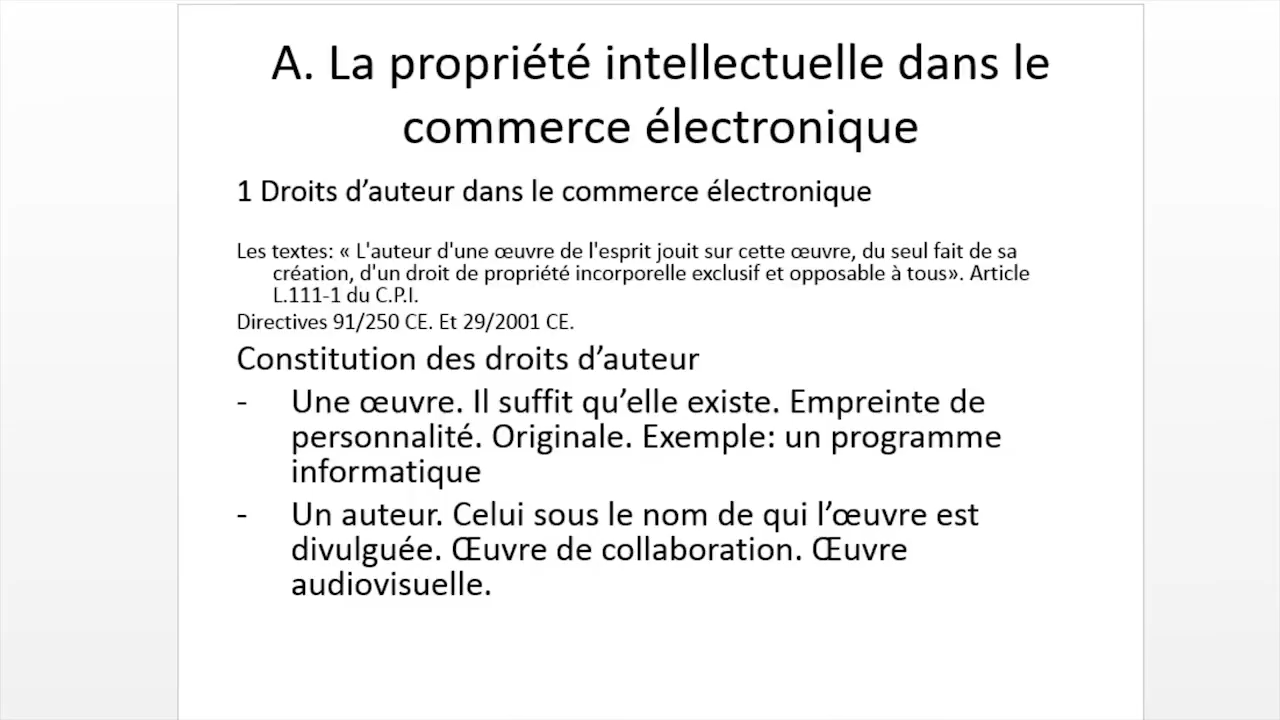 A. La propriété intellectuelle dans le
commerce électronique
1 Droits d’auteur dans le commerce électronique
Les textes: « L'auteur d'une œuvre de l'esprit jouit sur cette œuvre, du seul fait de sa
création, d'un droit de propriété incorporelle exclusif et opposable à tous». Article
L.111-1 du C.P.I.
Directives 91/250 CE. Et 29/2001 CE.
Constitution des droits d’auteur
- Une œuvre. Il suffit qu’elle existe. Empreinte de
personnalité. Originale. Exemple: un programme
informatique
- Un auteur. Celui sous le nom de qui l’œuvre est
divulguée. Œuvre de collaboration. Œuvre
audiovisuelle.